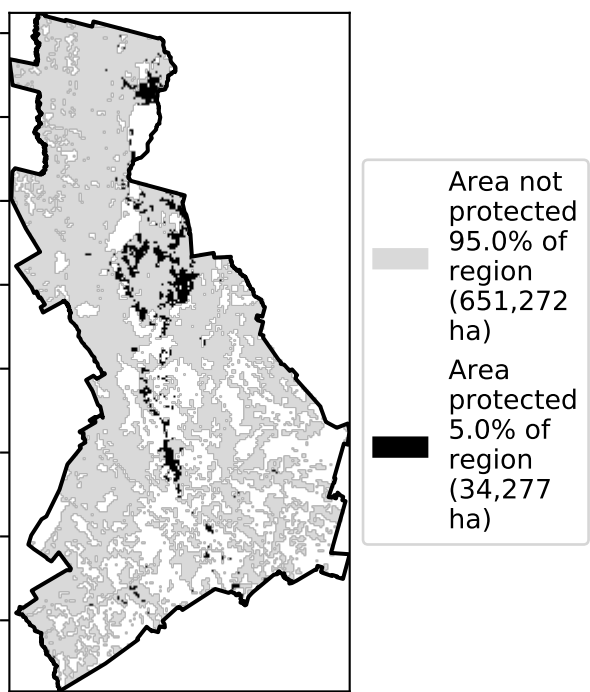 Area not
protected
95.0% of
region
(651,272
ha)
Area
protected
5.0% of
region
(34,277
ha)